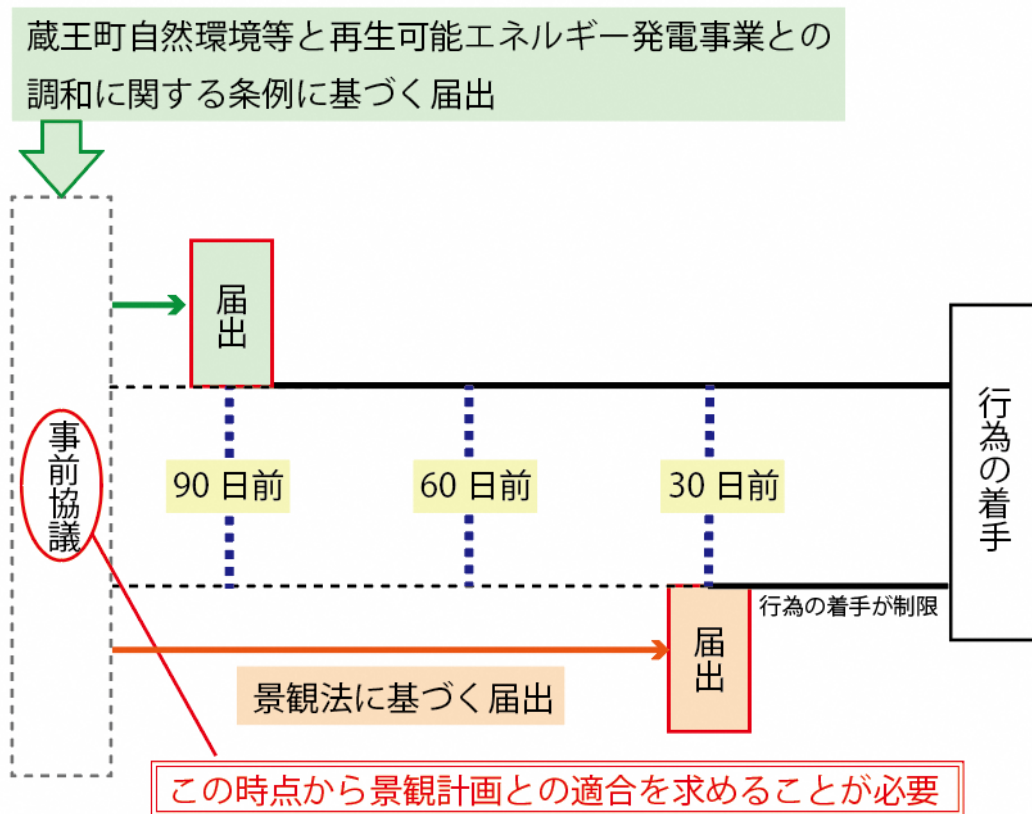 蔵王町自然環境等と再生可能エネルギー発電事業との
調和に関する条例に基づく届出
届出
事前協議
90 日前
60 日前
30 日前
行為の着手
行為の着手が制限
届出
景観法に基づく届出
この時点から景観計画との適合を求めることが必要